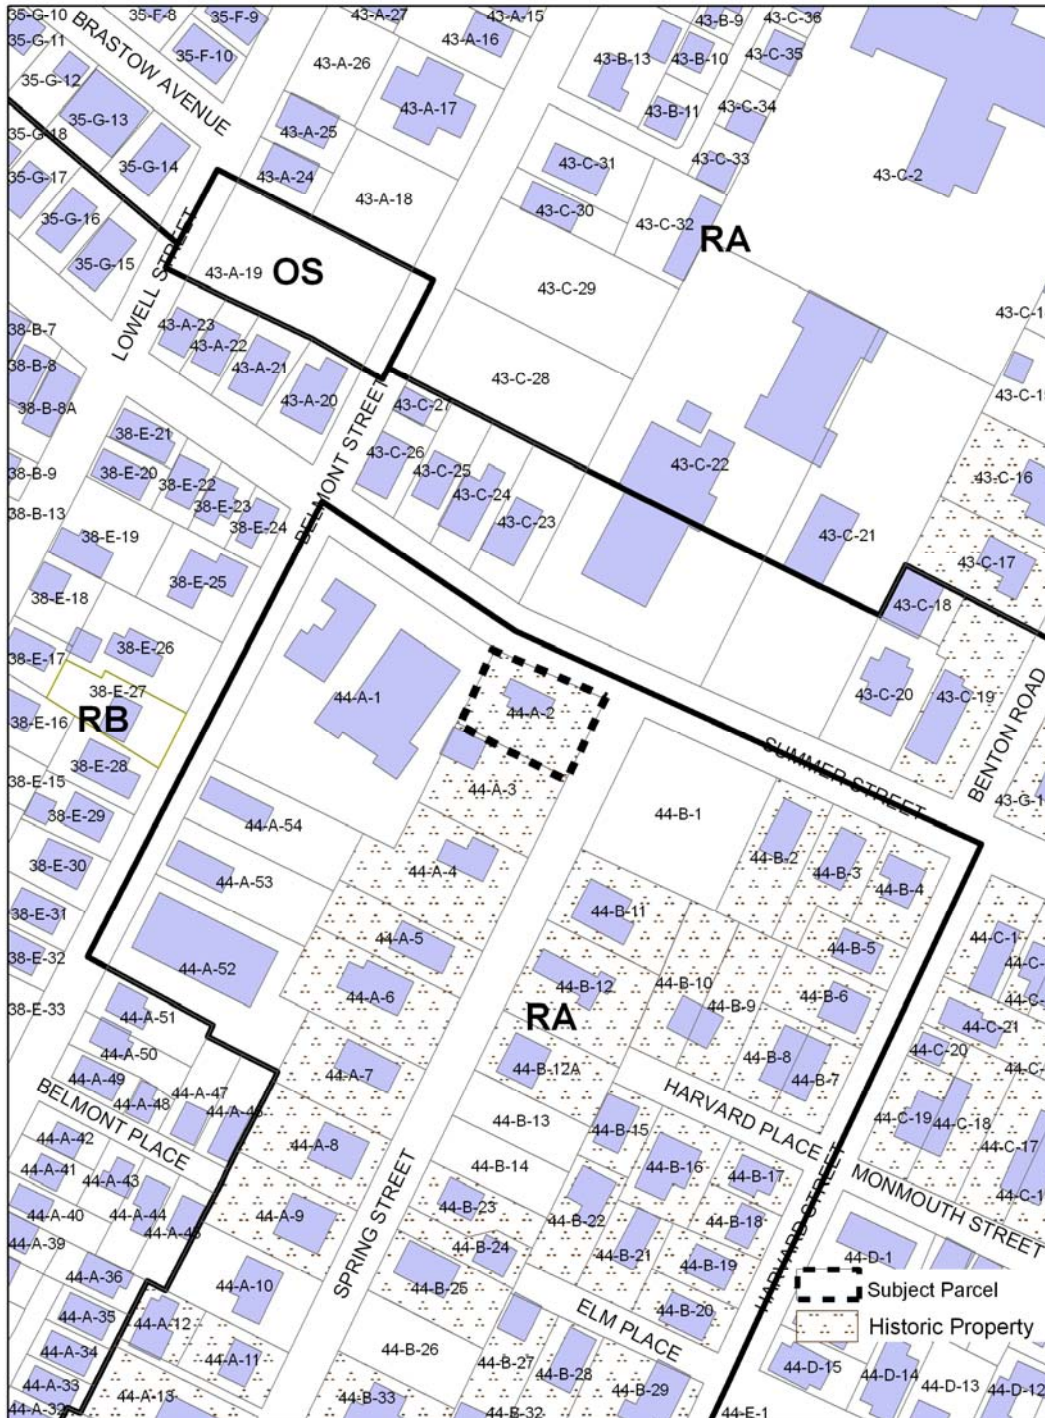 35-G-10
35-F-8
35-F-9
43-A-27
43-A-15
43-B-9
43-C-36
35-G-11
BRASTOW AVENUE
35-F-10
43-A-16
43-B-13
43-B-10
43-C-35
35-G-12
43-A-26
43-A-17
43-B-11
43-C-34
35-G-13
43-A-25
35-G-18
35-G-14
43-C-31
43-C-33
43-C-2
35-G-17
43-A-24
43-A-18
43-C-30
43-C-32
35-G-16
RA
35-G-15
LOWELL STREET
43-A-19
OS
43-C-29
43-C-1
38-B-7
43-A-23
43-A-22
38-B-8
43-A-21
43-C-28
43-C-15
38-B-8A
43-A-20
BELMONT STREET
43-C-27
38-E-21
43-C-26
43-C-22
38-B-9
38-E-20
38-E-22
43-C-25
43-C-16
38-E-23
43-C-24
38-B-13
38-E-24
43-C-23
38-E-19
43-C-21
38-E-25
43-C-17
38-E-18
43-C-18
38-E-17
38-E-26
38-E-27
44-A-1
43-C-20
43-C-19
38-E-16
RB
44-A-2
BENTON ROAD
38-E-28
SUMMER STREET
38-E-15
44-A-3
43-G-1
38-E-29
44-A-54
44-B-1
38-E-30
44-A-4
44-B-2
44-B-3
44-A-53
44-B-4
38-E-31
44-B-11
44-A-5
44-C-1
38-E-32
44-A-52
44-B-5
44-C-
44-A-6
44-B-12
44-B-10
44-B-6
44-C-
38-E-33
44-A-51
RA
44-B-9
44-C-21
44-A-50
44-B-8
44-C-20
44-A-49
44-A-7
44-B-12A
44-B-7
44-C-
44-A-48
44-A-47
BELMONT PLACE
HARVARD PLACE
44-A-42
44-B-13
44-B-15
44-C-19
44-C-18
44-A-8
44-C-17
44-A-41
44-A-43
44-B-14
44-B-16
44-B-17
MONMOUTH STREET
44-C-1
44-A-40
44-A-44
44-A-9
SPRING STREET
44-B-23
44-B-22
44-B-18
HARVARD STREET
44-A-39
44-B-24
44-B-21
44-D-1
44-A-36
44-A-10
44-B-25
44-B-19
Subject Parcel
44-A-35
44-A-12
ELM PLACE
44-B-20
Historic Property
44-A-34
44-A-11
44-B-26
44-B-27
44-B-28
44-D-15
44-D-14
44-A-33
44-A-13
44-B-33
44-B-29
44-D-13
44-D-12
44-A-32
44-B-32
44-E-1